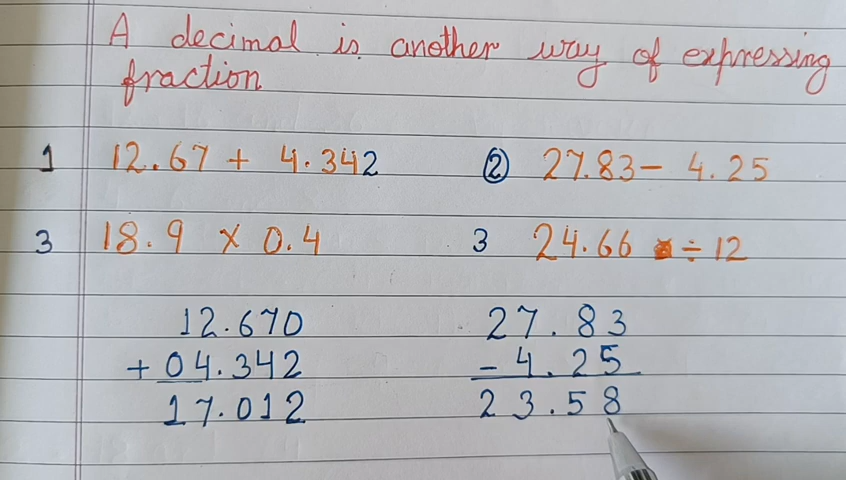 A decimal is another way of expressing
fraction
1 12.67 + 4.342 ② 27.83 - 4.25
3 18.9 × 0.4 3 24.66 ÷ 12
12.670
+ 04.342
17.012
27.83
- 4.25
23.58